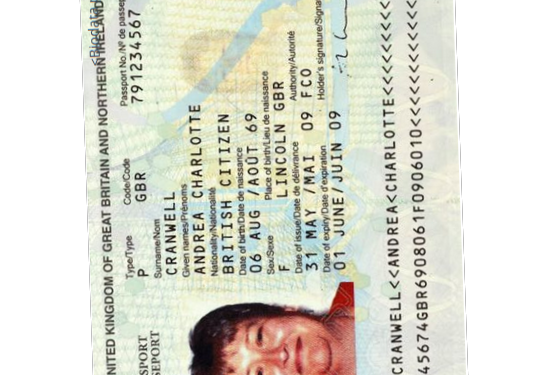 UNITED KINGDOM OF GREAT BRITAIN AND NORTHERN IRELAND
Type/Type Code/Code Passport No./Nº de passeport
P GBR 791234567
Surname/Nom
CRANWELL
Given names/Prénoms
ANDREA CHARLOTTE
Nationality/Nationalité
BRITISH CITIZEN
Date of birth/Date de naissance
06 AUG /AOUT 69
Sex/Sexe Place of birth/Lieu de naissance
F LINCOLN GBR
Date of issue/Date de délivrance Authority/Autorité
31 MAY /MAI 09 FCO
Date of expiry/Date d'expiration Holder's signature/Signa
01 JUNE/JUIN 09
CRANWELL<<ANDREA<CHARLOTTE<<<<<<<<<
45674GBR6908061F0906010<<<<<<<<<